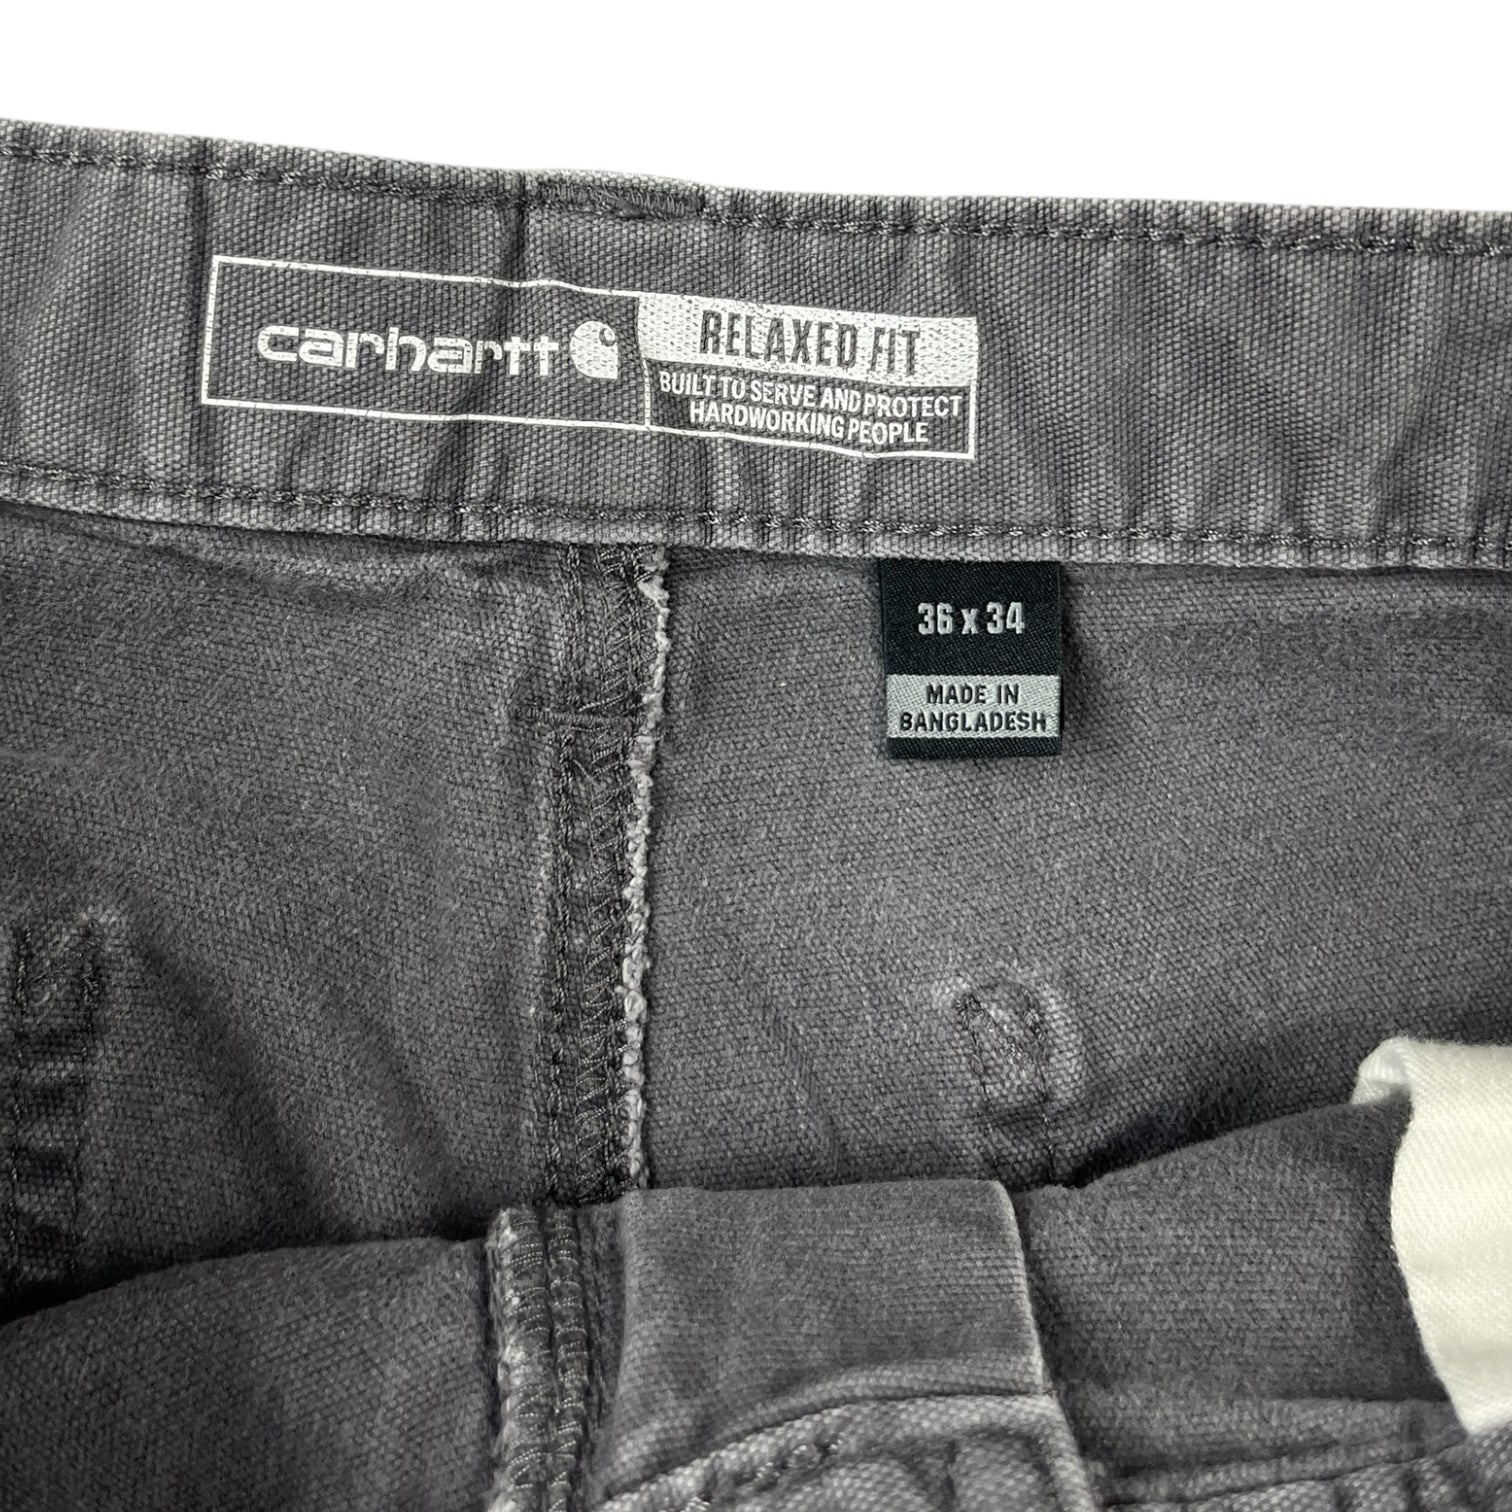 carhartt
RELAXED FIT
BUILT TO SERVE AND PROTECT
HARDWORKING PEOPLE
36 x 34
MADE IN
BANGLADESH